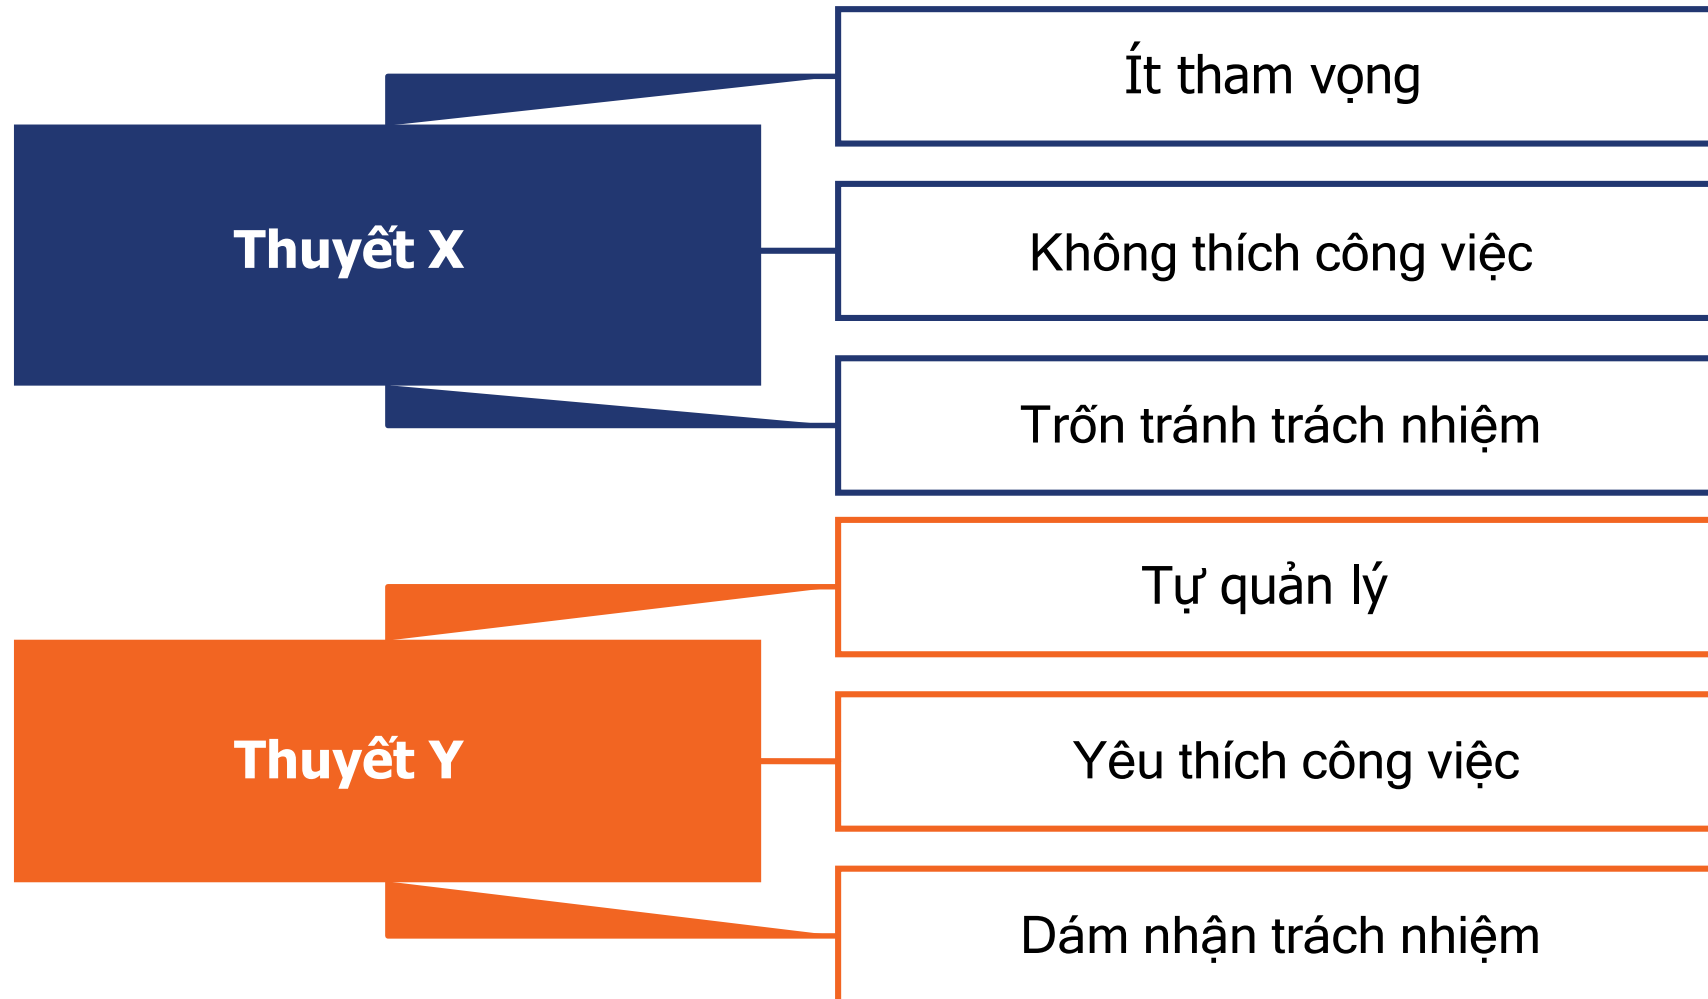 Thuyết X
Ít tham vọng
Không thích công việc
Trốn tránh trách nhiệm
Thuyết Y
Tự quản lý
Yêu thích công việc
Dám nhận trách nhiệm